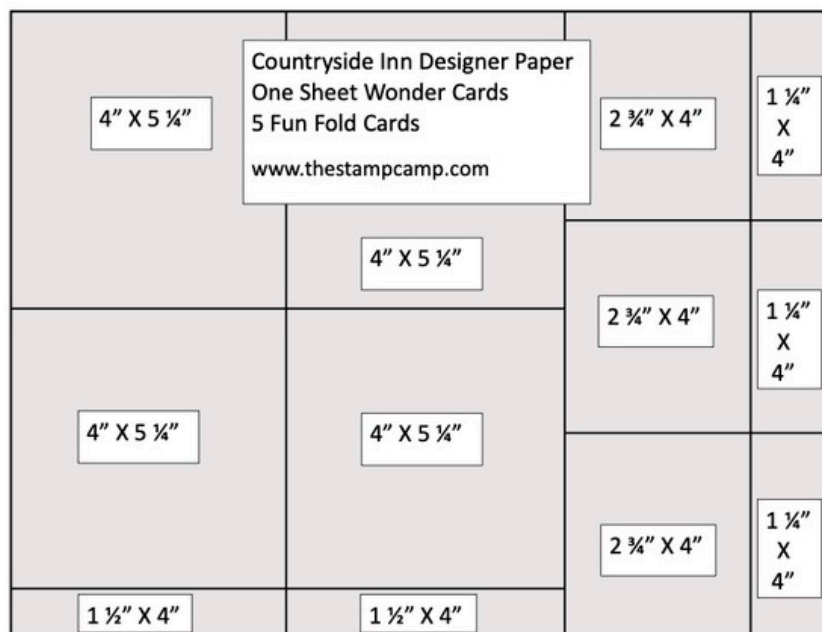 Countryside Inn Designer Paper
One Sheet Wonder Cards
5 Fun Fold Cards
www.thestampcamp.com
4” X 5 ¼”
4” X 5 ¼”
2 ¾” X 4”
1 ¼”
X
4”
2 ¾” X 4”
1 ¼”
X
4”
4” X 5 ¼”
4” X 5 ¼”
2 ¾” X 4”
1 ¼”
X
4”
1 ½” X 4”
1 ½” X 4”